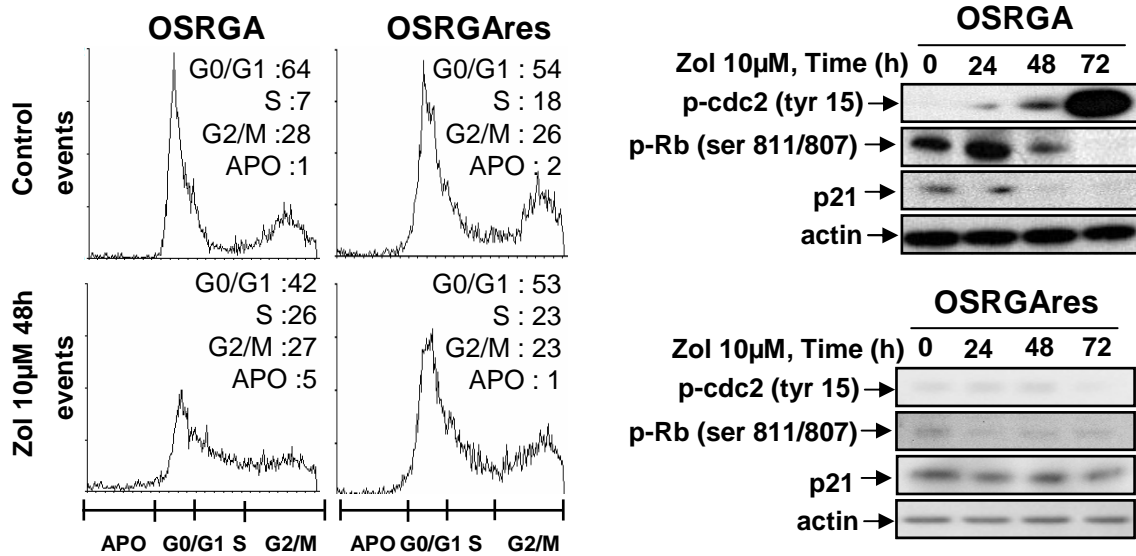 OSRGA
OSRGAres
Control
events
G0/G1 :64
S :7
G2/M :28
APO :1
G0/G1 : 54
S : 18
G2/M : 26
APO : 2
Zol 10µM 48h
events
G0/G1 :42
S :26
G2/M :27
APO :5
G0/G1 :53
S : 23
G2/M : 23
APO : 1
APO G0/G1 S G2/M
APO G0/G1 S G2/M
OSRGA
Zol 10µM, Time (h) 0 24 48 72
p-cdc2 (tyr 15)
p-Rb (ser 811/807)
p21
actin
OSRGAres
Zol 10µM, Time (h) 0 24 48 72
p-cdc2 (tyr 15)
p-Rb (ser 811/807)
p21
actin